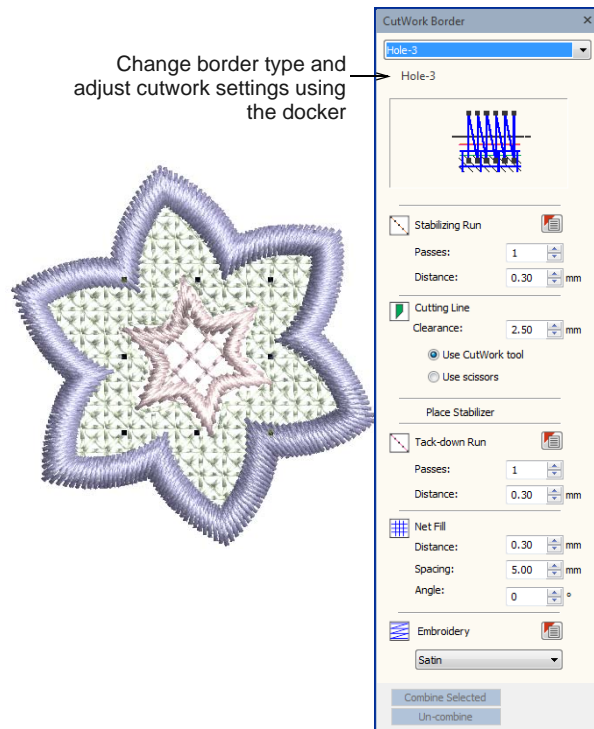 CutWork Border
Hole-3
Change border type and
adjust cutwork settings using
the docker
Hole-3
Stabilizing Run
Passes: 1
Distance: 0.30 mm
Cutting Line
Clearance: 2.50 mm
Use CutWork tool
Use scissors
Place Stabilizer
Tack-down Run
Passes: 1
Distance: 0.30 mm
Net Fill
Distance: 0.30 mm
Spacing: 5.00 mm
Angle: 0 °
Embroidery
Satin
Combine Selected
Un-combine